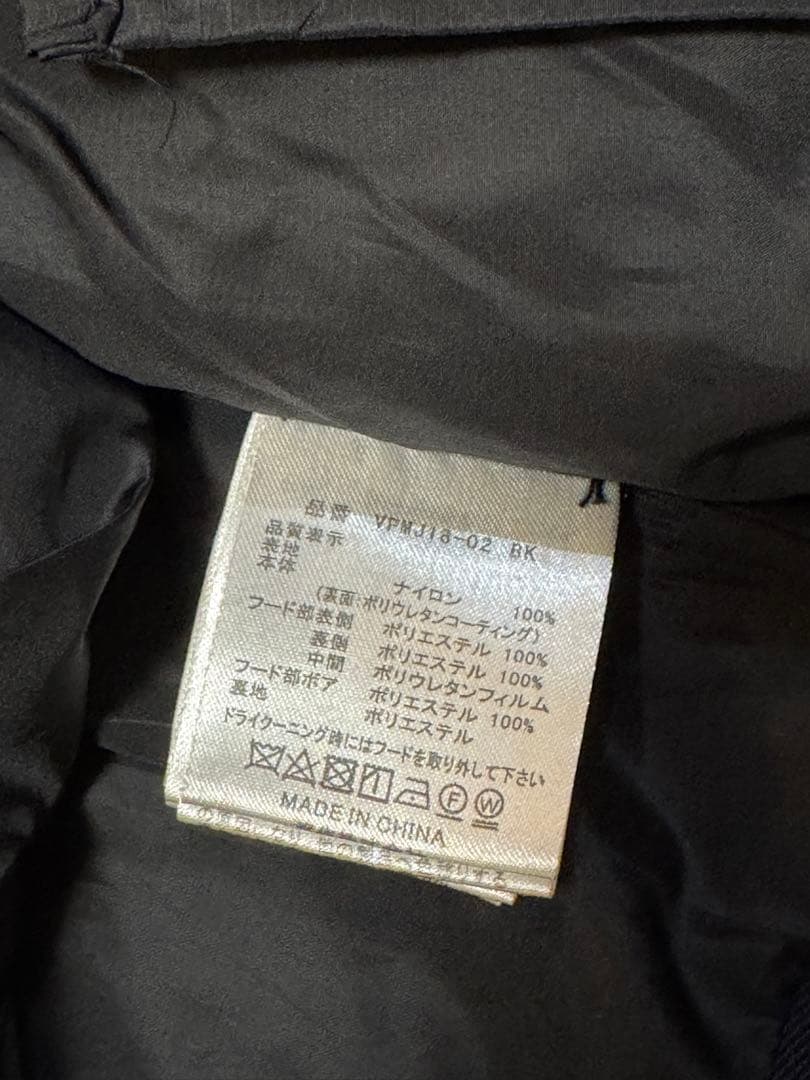 品番 VPMJ18-02 BK
品質表示
表地
本体 ナイロン 100%
(裏面:ポリウレタンコーティング)
フード部表側 ポリエステル 100%
裏側 ポリエステル 100%
中間 ポリウレタンフィルム
フード部ボア ポリエステル 100%
裏地 ポリエステル
ドライクーニング時にはフードを取り外して下さい
F W
MADE IN CHINA